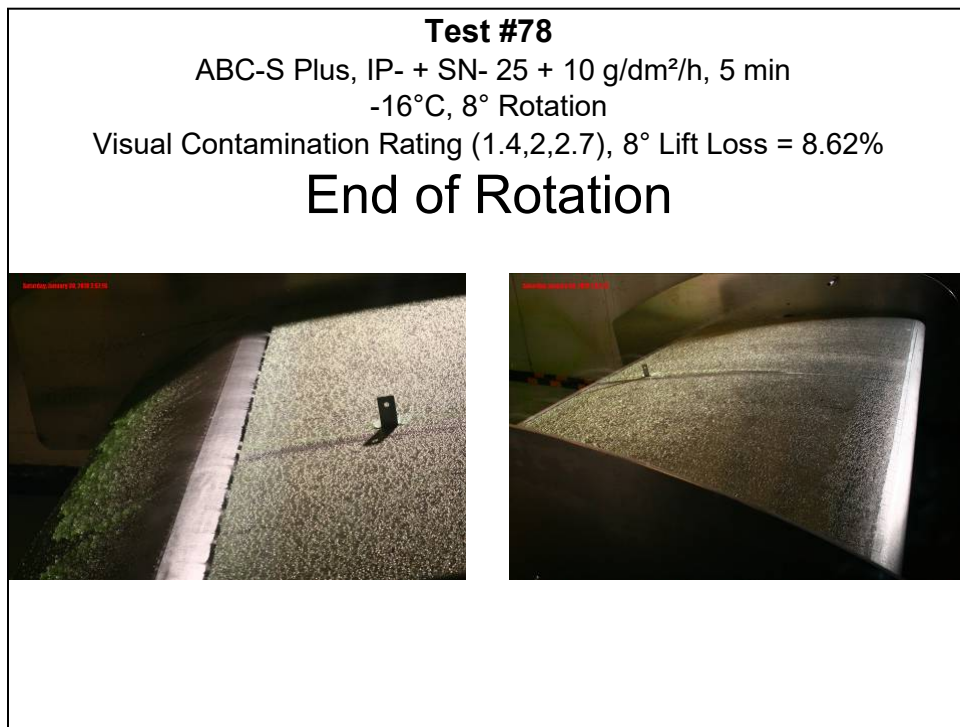 Test #78
ABC-S Plus, IP- + SN- 25 + 10 g/dm²/h, 5 min
-16°C, 8° Rotation
Visual Contamination Rating (1.4,2,2.7), 8° Lift Loss = 8.62%
End of Rotation